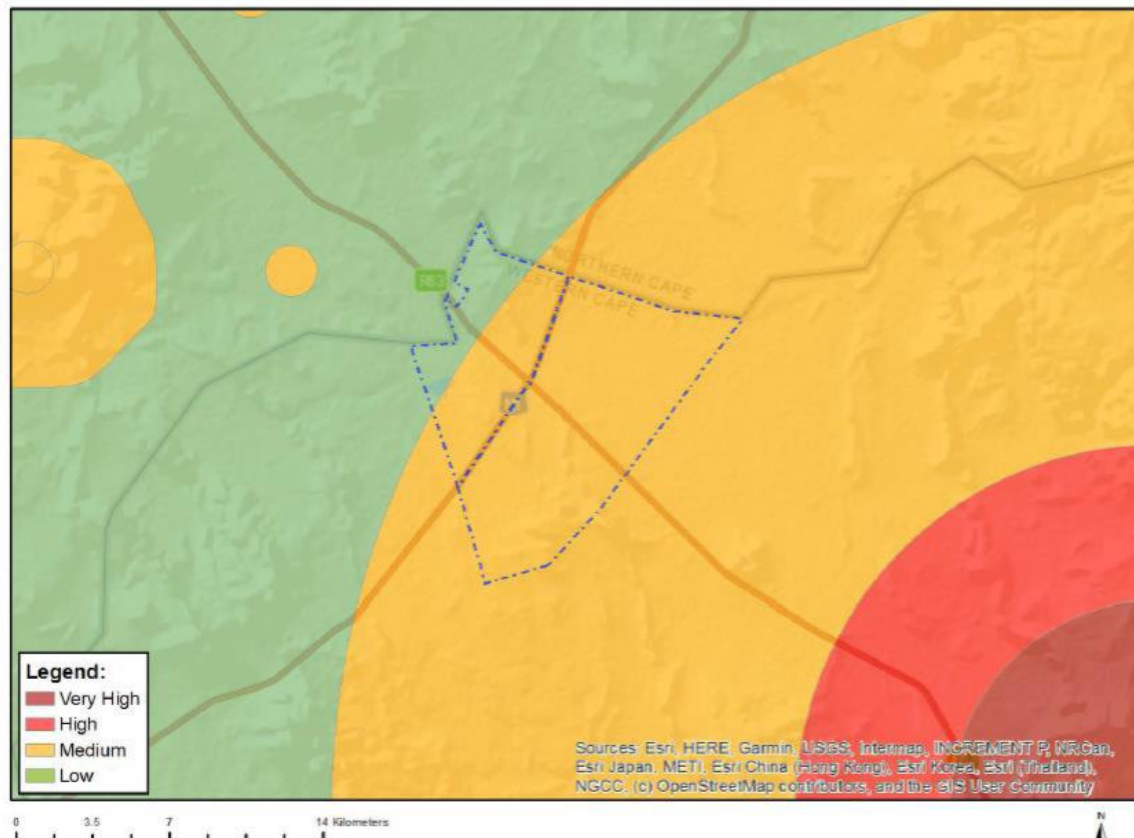 R63
NORTHERN CAPE
WESTERN CAPE
Legend:
Very High
High
Medium
Low
Sources: Esri, HERE, Garmin, USGS, Intermap, INCREMENT P, NRCan,
Esri Japan, METI, Esri China (Hong Kong), Esri Korea, Esri (Thailand),
NGCC, (c) OpenStreetMap contributors, and the GIS User Community
0 3.5 7 14 Kilometers
N